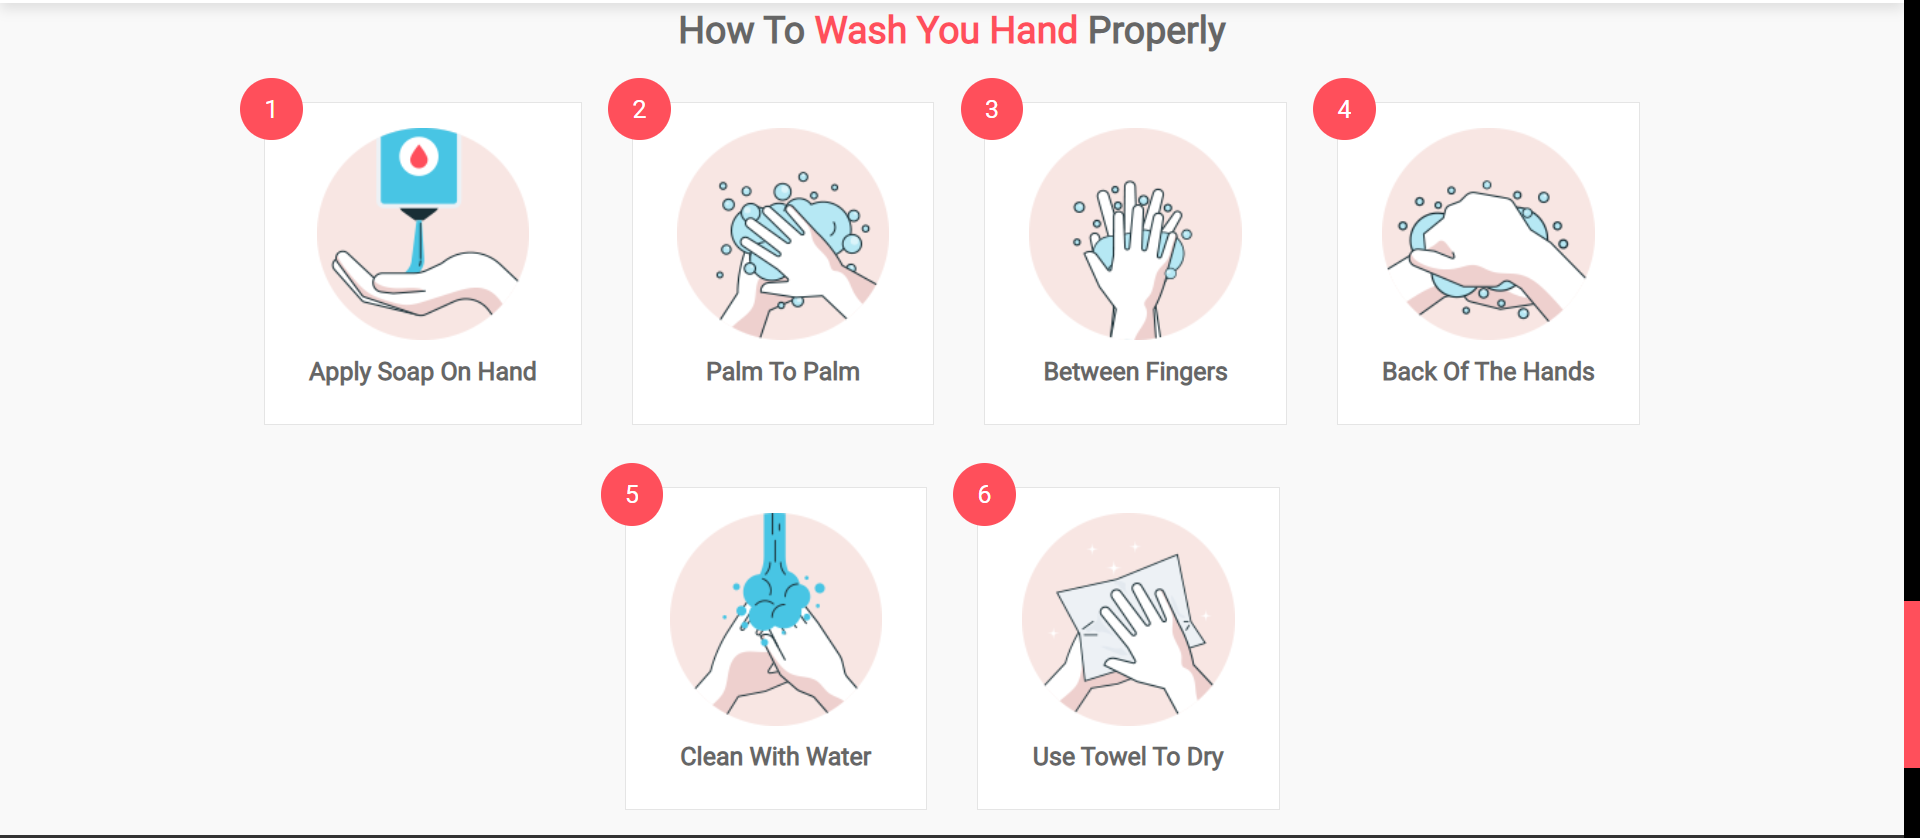 How To Wash You Hand Properly
1
2
3
4
Apply Soap On Hand
Palm To Palm
Between Fingers
Back Of The Hands
5
6
Clean With Water
Use Towel To Dry